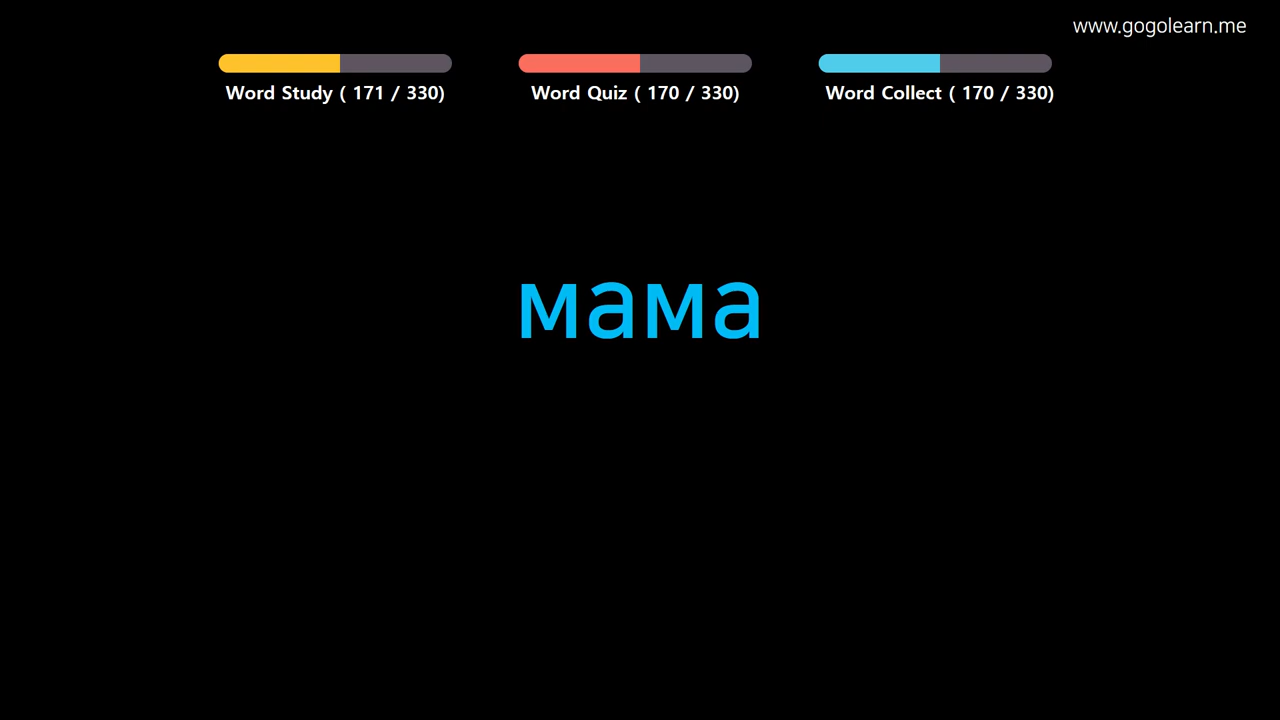 www.gogolearn.me
Word Study ( 171 / 330)
Word Quiz ( 170 / 330)
Word Collect ( 170 / 330)
мама